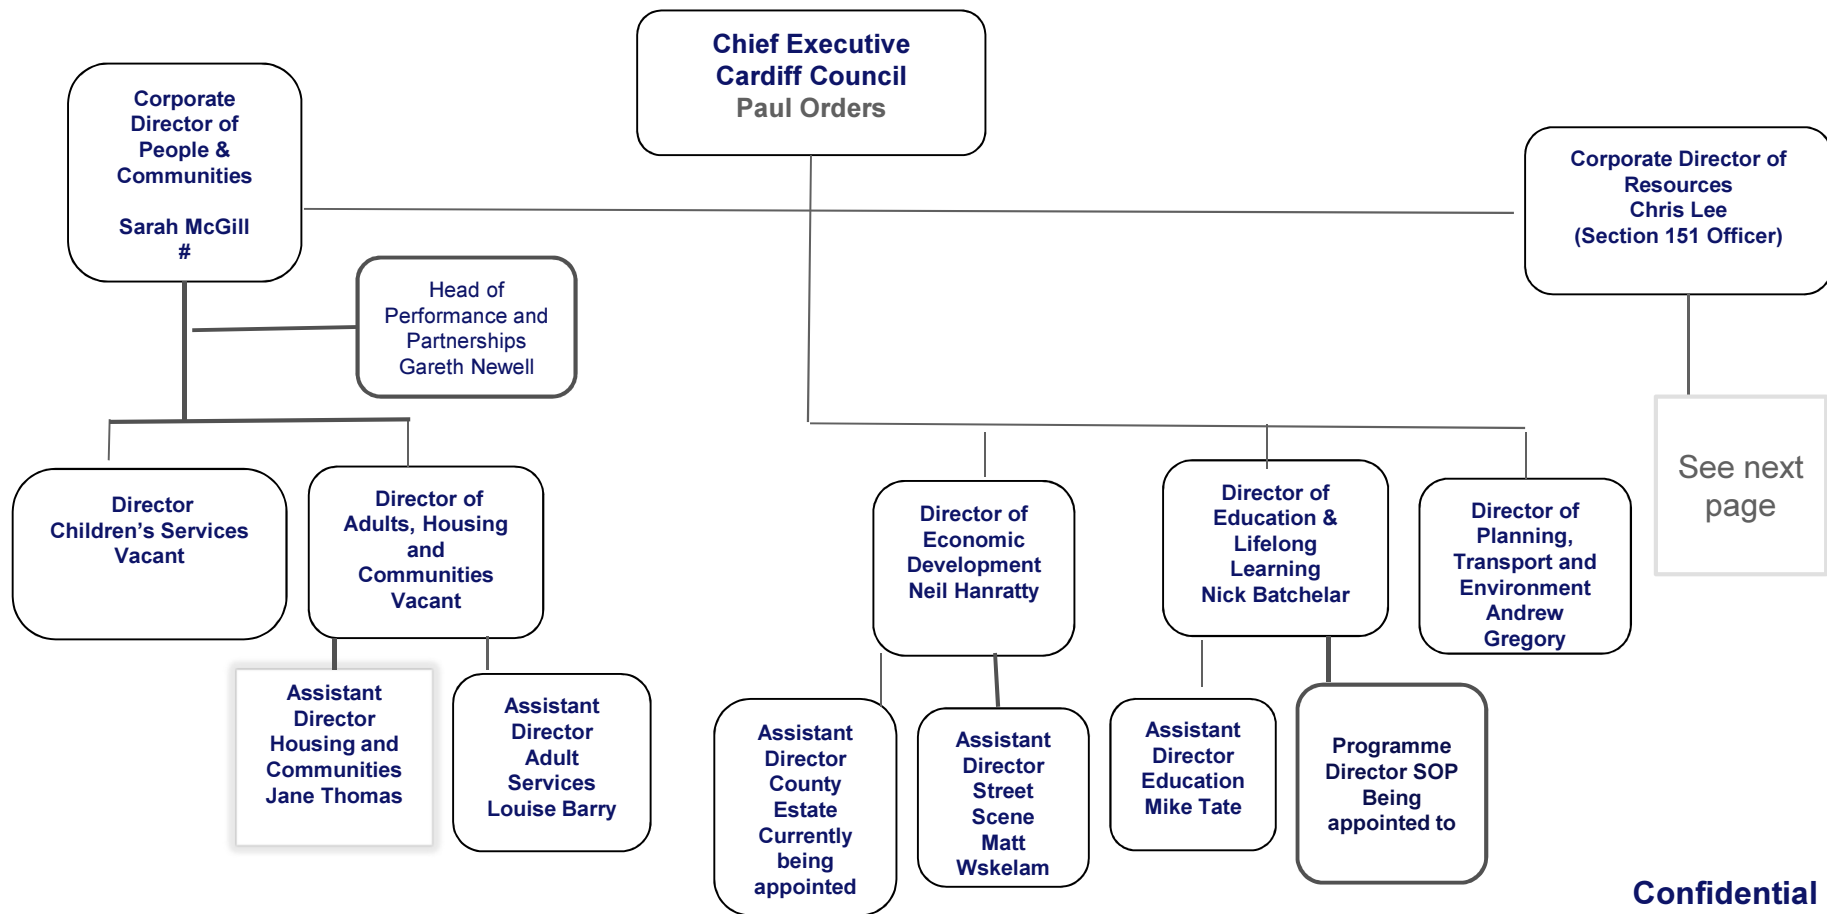 Chief Executive
Cardiff Council
Paul Orders
Corporate
Director of
People &
Communities
Sarah McGill
#
Corporate Director of
Resources
Chris Lee
(Section 151 Officer)
Head of
Performance and
Partnerships
Gareth Newell
See next
page
Director
Children’s Services
Vacant
Director of
Adults, Housing
and
Communities
Vacant
Director of
Economic
Development
Neil Hanratty
Director of
Education &
Lifelong
Learning
Nick Batchelar
Director of
Planning,
Transport and
Environment
Andrew
Gregory
Assistant
Director
Housing and
Communities
Jane Thomas
Assistant
Director
Adult
Services
Louise Barry
Assistant
Director
County
Estate
Currently
being
appointed
Assistant
Director
Street
Scene
Matt
Wskelam
Assistant
Director
Education
Mike Tate
Programme
Director SOP
Being
appointed to
Confidential